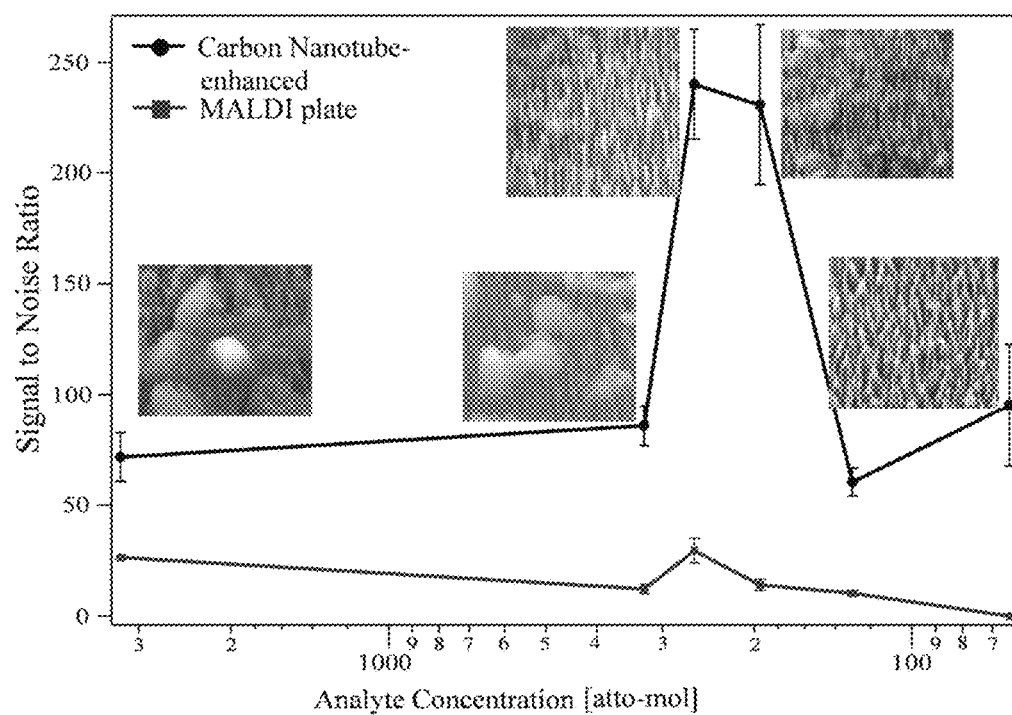 Carbon Nanotube-
enhanced
MALDI plate
Signal to Noise Ratio
250
200
150
100
50
0
3 2 1000 9 8 7 6 5 4 3 2 100 9 8 7
Analyte Concentration [atto-mol]